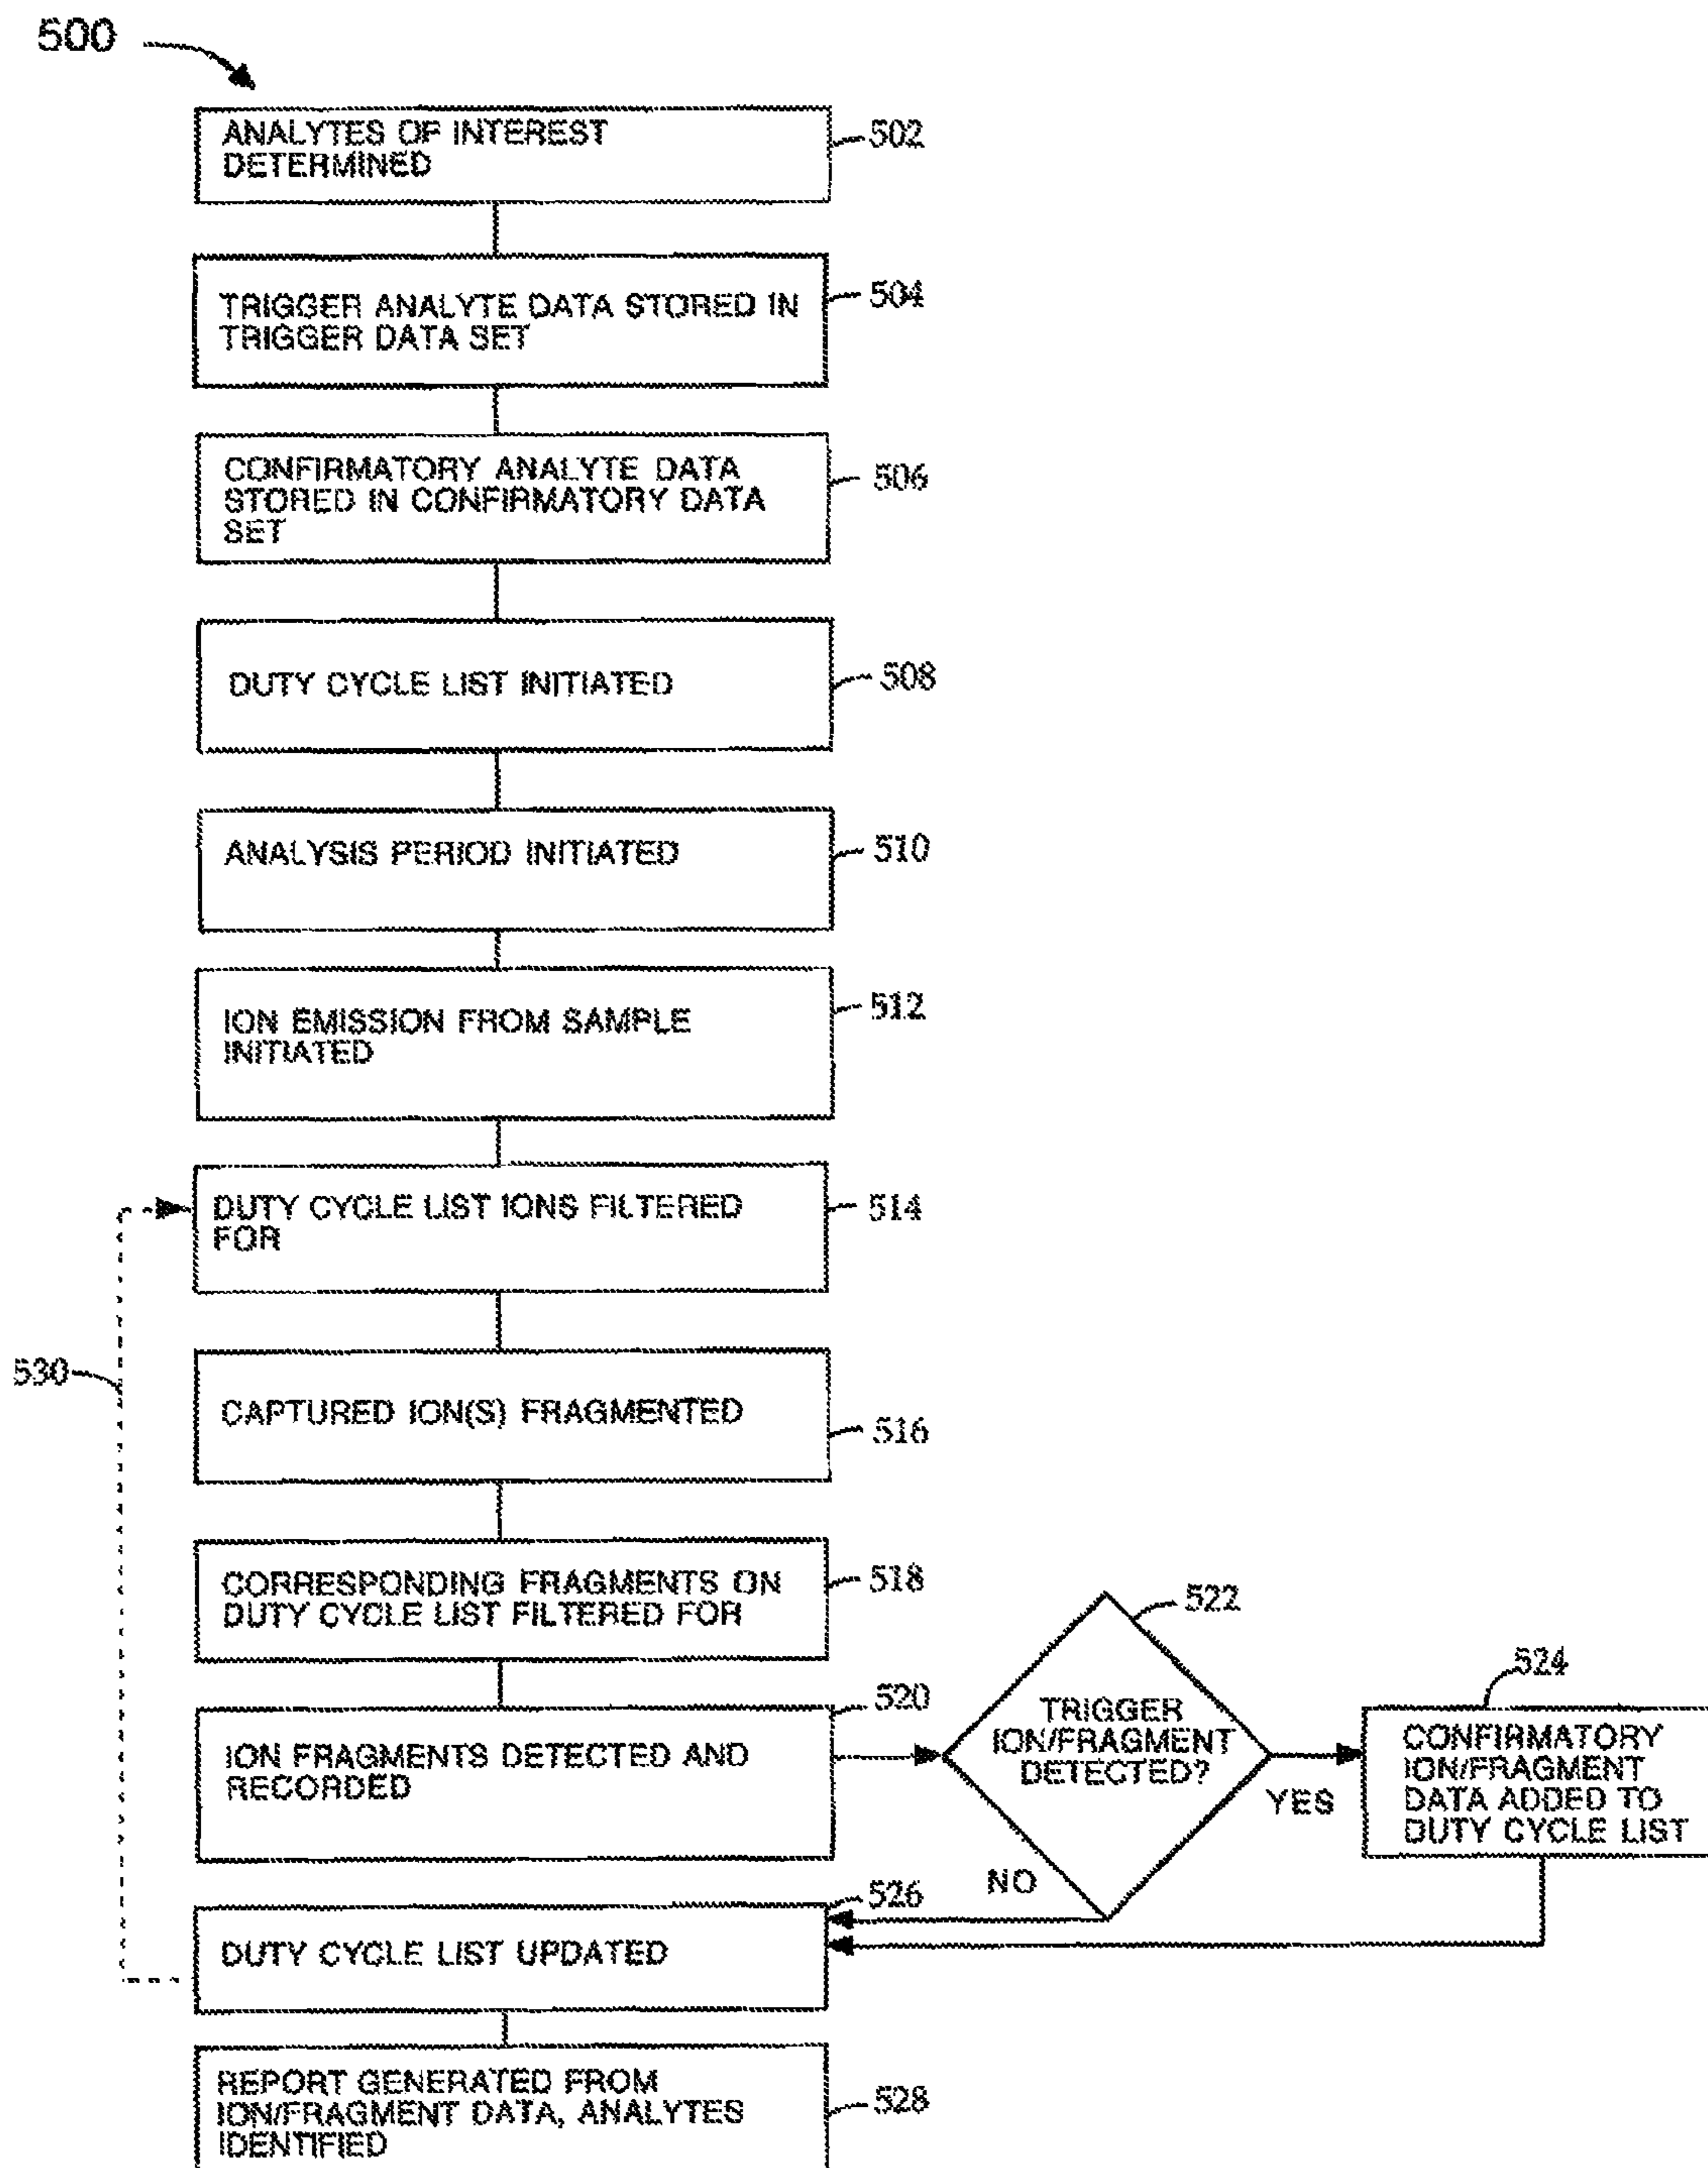 500
ANALYTES OF INTEREST
DETERMINED
502
TRIGGER ANALYTE DATA STORED IN
TRIGGER DATA SET
504
CONFIRMATORY ANALYTE DATA
STORED IN CONFIRMATORY DATA
SET
506
DUTY CYCLE LIST INITIATED
508
ANALYSIS PERIOD INITIATED
510
ION EMISSION FROM SAMPLE
INITIATED
512
DUTY CYCLE LIST IONS FILTERED
FOR
514
530
CAPTURED ION(S) FRAGMENTED
516
CORRESPONDING FRAGMENTS ON
DUTY CYCLE LIST FILTERED FOR
518
ION FRAGMENTS DETECTED AND
RECORDED
520
TRIGGER
ION/FRAGMENT
DETECTED?
522
YES
NO
CONFIRMATORY
ION/FRAGMENT
DATA ADDED TO
DUTY CYCLE LIST
524
DUTY CYCLE LIST UPDATED
526
REPORT GENERATED FROM
ION/FRAGMENT DATA, ANALYTES
IDENTIFIED
528